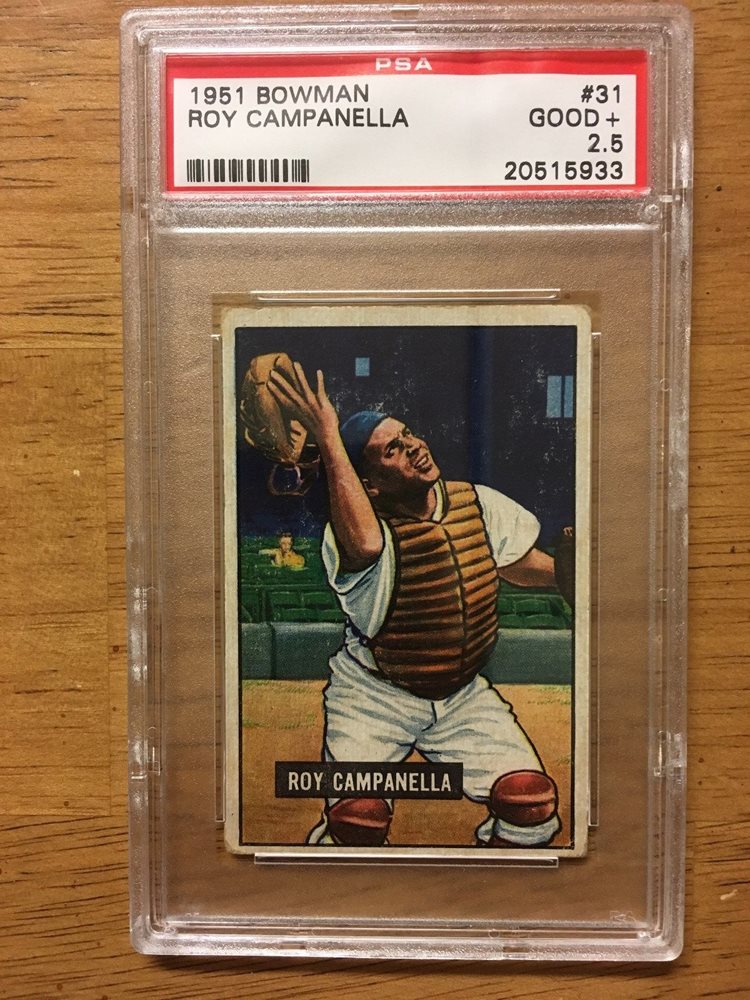 PSA
1951 BOWMAN #31
ROY CAMPANELLA GOOD +
2.5
20515933
ROY CAMPANELLA